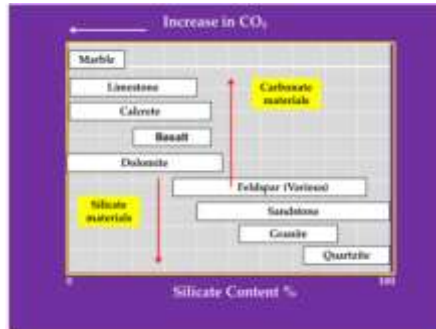 Increase in CO₂
Marble
Limestone
Carbonate
materials
Calcrete
Basalt
Dolomite
Feldspar (Various)
Silicate
materials
Sandstone
Granite
Quartzite
0
100
Silicate Content %